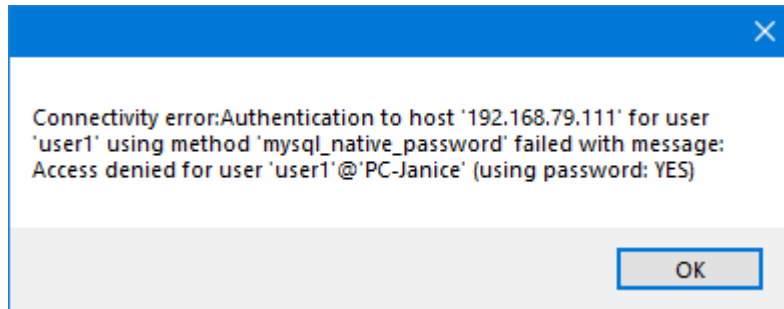 Connectivity error:Authentication to host '192.168.79.111' for user
'user1' using method 'mysql_native_password' failed with message:
Access denied for user 'user1'@'PC-Janice' (using password: YES)
OK